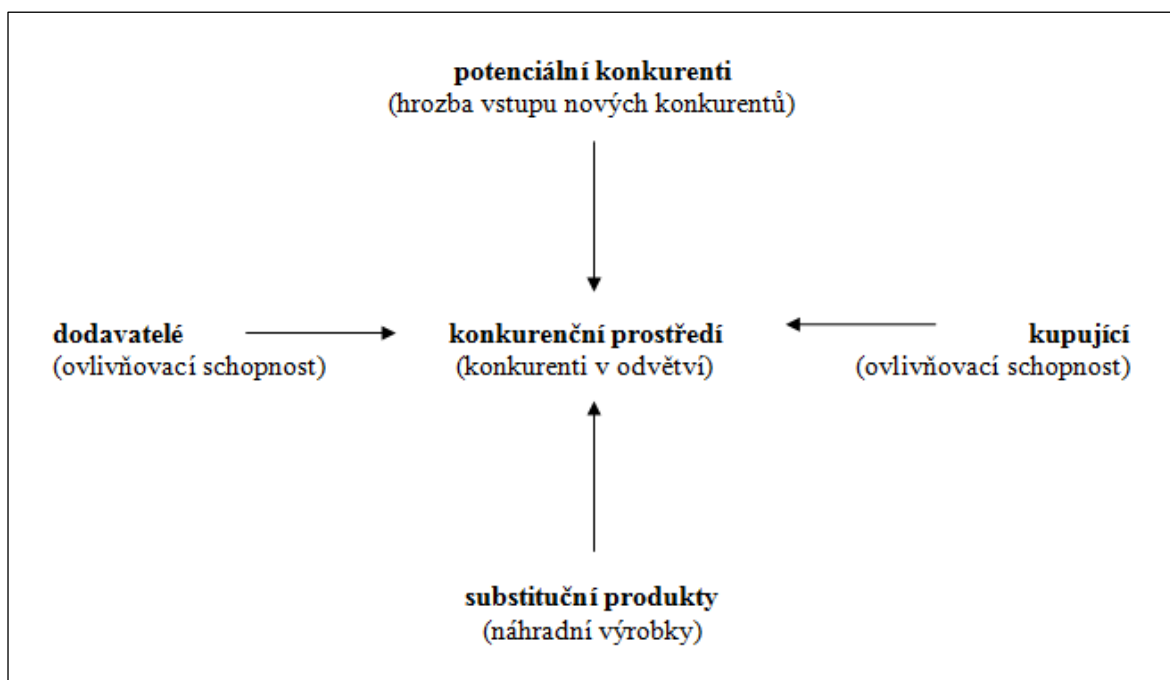 potenciální konkurenti
(hrozba vstupu nových konkurentů)
dodavatelé
(ovlivňovací schopnost)
konkurenční prostředí
(konkurenti v odvětví)
kupující
(ovlivňovací schopnost)
substituční produkty
(náhradní výrobky)